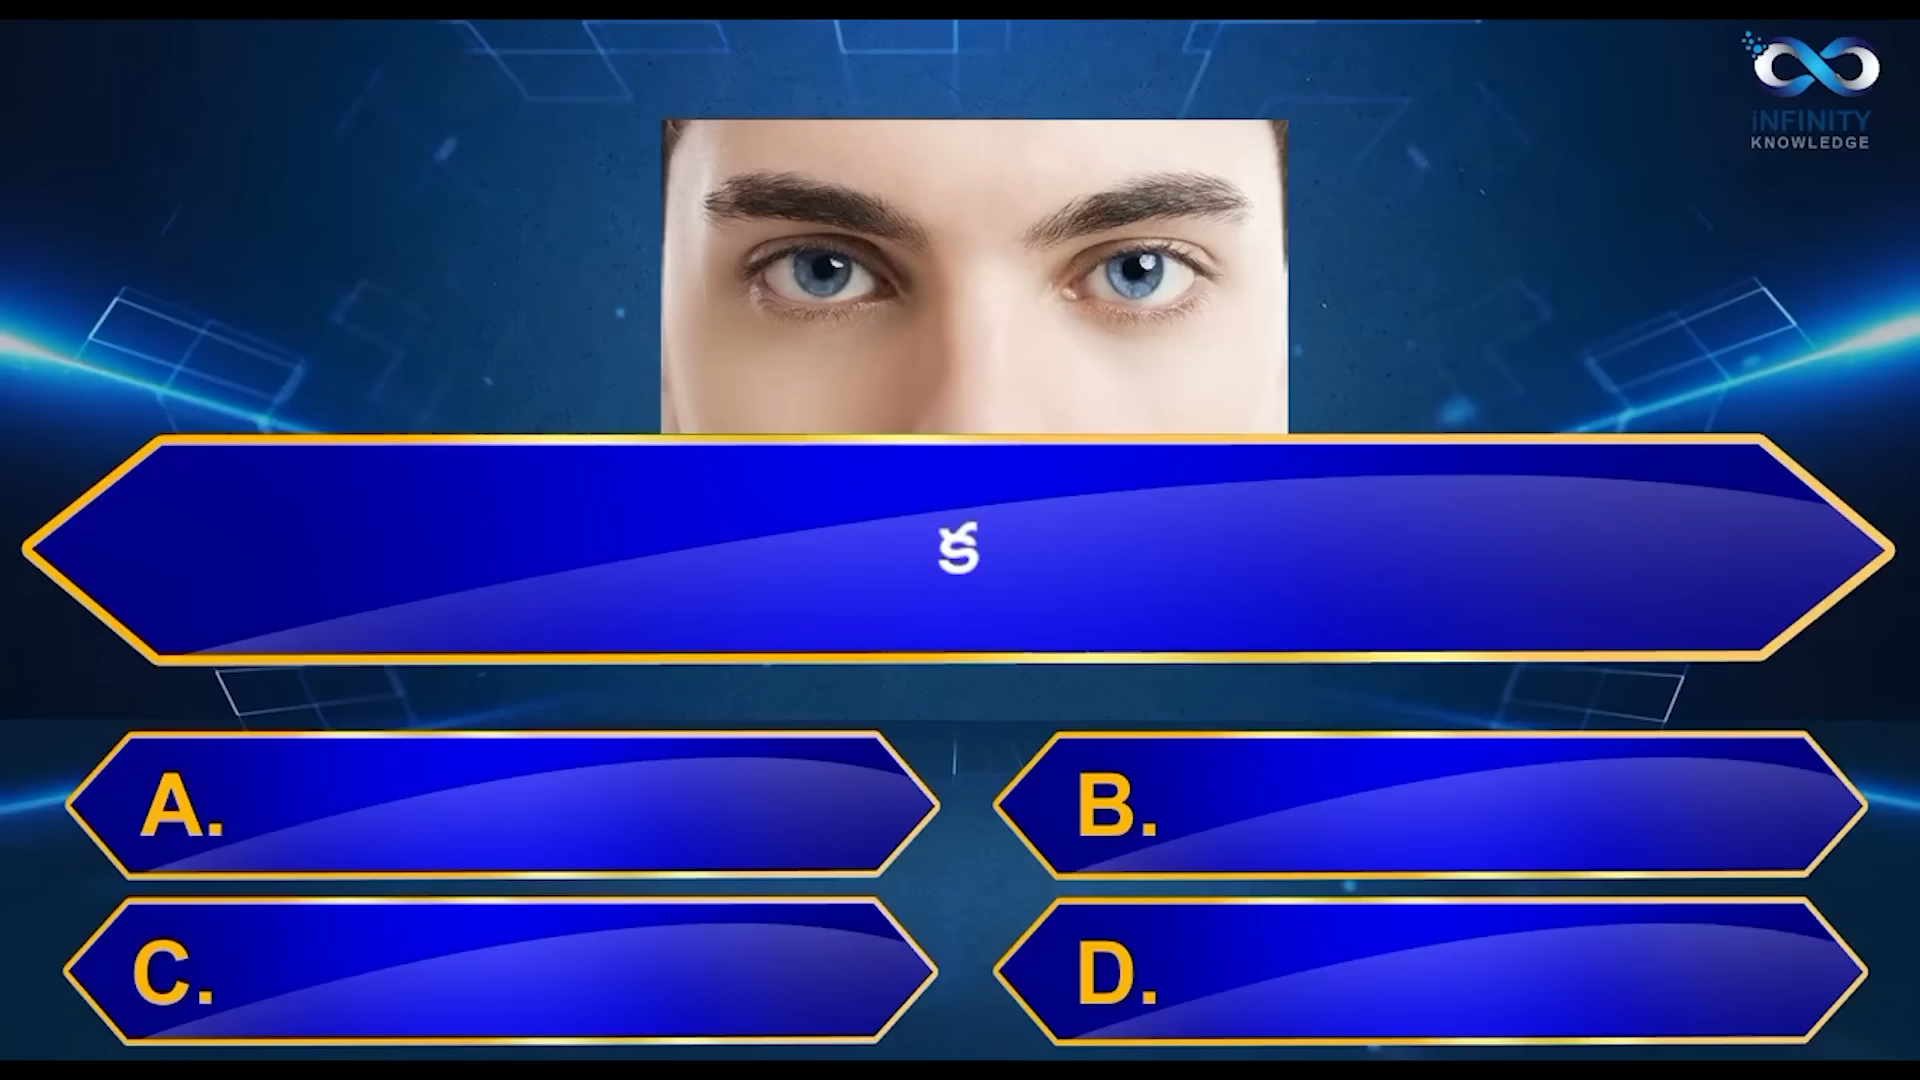 iNFINITY
KNOWLEDGE
క
A.
B.
C.
D.